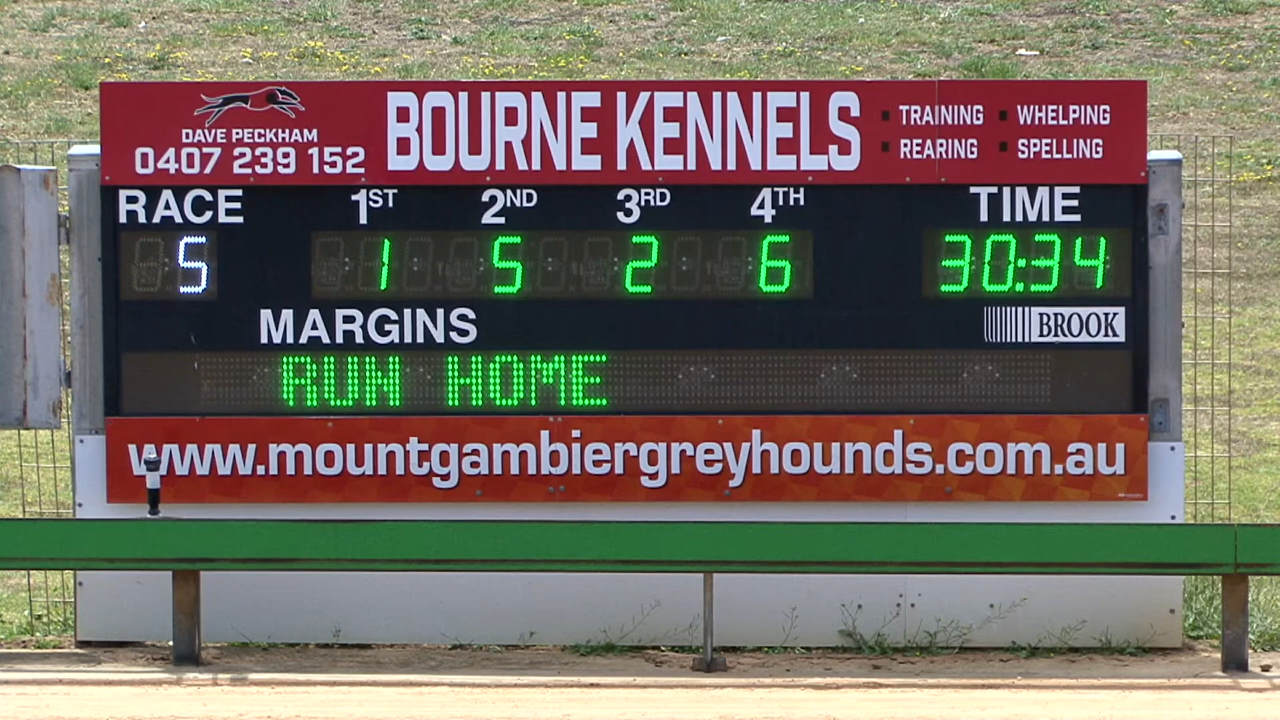 DAVE PECKHAM
0407 239 152
BOURNE KENNELS
TRAINING WHELPING
REARING SPELLING
RACE 1ST 2ND 3RD 4TH TIME
5 1 5 2 6 30:34
MARGINS
BROOK
RUN HOME
www.mountgambiergreyhounds.com.au